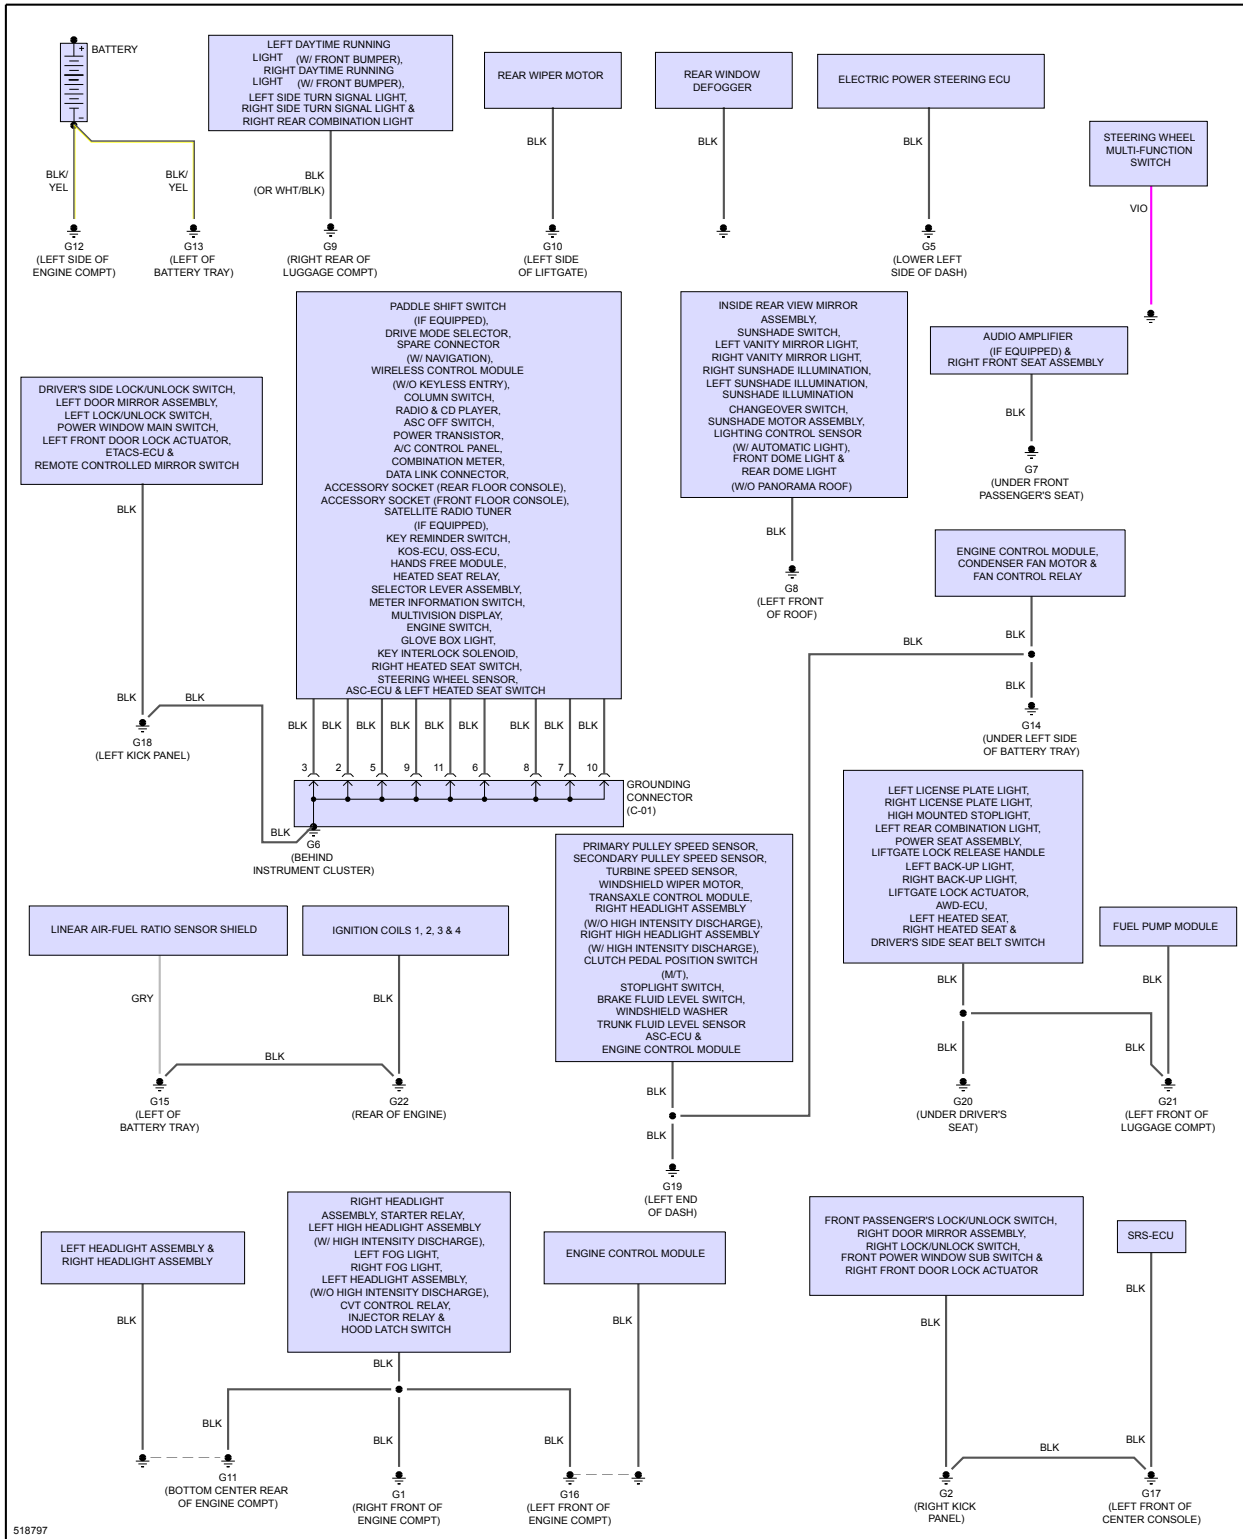 BATTERY
+
−
BLK/
YEL
BLK/
YEL
G12
(LEFT SIDE OF
ENGINE COMPT)
G13
(LEFT OF
BATTERY TRAY)
LEFT DAYTIME RUNNING
LIGHT (W/ FRONT BUMPER),
RIGHT DAYTIME RUNNING
LIGHT (W/ FRONT BUMPER),
LEFT SIDE TURN SIGNAL LIGHT,
RIGHT SIDE TURN SIGNAL LIGHT &
RIGHT REAR COMBINATION LIGHT
BLK
(OR WHT/BLK)
G9
(RIGHT REAR OF
LUGGAGE COMPT)
REAR WIPER MOTOR
BLK
G10
(LEFT SIDE
OF LIFTGATE)
REAR WINDOW
DEFOGGER
BLK
ELECTRIC POWER STEERING ECU
BLK
G5
(LOWER LEFT
SIDE OF DASH)
STEERING WHEEL
MULTI-FUNCTION
SWITCH
VIO
DRIVER'S SIDE LOCK/UNLOCK SWITCH,
LEFT DOOR MIRROR ASSEMBLY,
LEFT LOCK/UNLOCK SWITCH,
POWER WINDOW MAIN SWITCH,
LEFT FRONT DOOR LOCK ACTUATOR,
ETACS-ECU &
REMOTE CONTROLLED MIRROR SWITCH
BLK
BLK
BLK
G18
(LEFT KICK PANEL)
PADDLE SHIFT SWITCH
(IF EQUIPPED),
DRIVE MODE SELECTOR,
SPARE CONNECTOR
(W/ NAVIGATION),
WIRELESS CONTROL MODULE
(W/O KEYLESS ENTRY),
COLUMN SWITCH,
RADIO & CD PLAYER,
ASC OFF SWITCH,
POWER TRANSISTOR,
A/C CONTROL PANEL,
COMBINATION METER,
DATA LINK CONNECTOR,
ACCESSORY SOCKET (REAR FLOOR CONSOLE),
ACCESSORY SOCKET (FRONT FLOOR CONSOLE),
SATELLITE RADIO TUNER
(IF EQUIPPED),
KEY REMINDER SWITCH,
KOS-ECU, OSS-ECU,
HANDS FREE MODULE,
HEATED SEAT RELAY,
SELECTOR LEVER ASSEMBLY,
METER INFORMATION SWITCH,
MULTIVISION DISPLAY,
ENGINE SWITCH,
GLOVE BOX LIGHT,
KEY INTERLOCK SOLENOID,
RIGHT HEATED SEAT SWITCH,
STEERING WHEEL SENSOR,
ASC-ECU & LEFT HEATED SEAT SWITCH
BLK BLK BLK BLK BLK BLK BLK BLK BLK
3 2 5 9 11 6 8 7 10
GROUNDING
CONNECTOR
(C-01)
BLK
G6
(BEHIND
INSTRUMENT CLUSTER)
INSIDE REAR VIEW MIRROR
ASSEMBLY,
SUNSHADE SWITCH,
LEFT VANITY MIRROR LIGHT,
RIGHT VANITY MIRROR LIGHT,
RIGHT SUNSHADE ILLUMINATION,
LEFT SUNSHADE ILLUMINATION,
SUNSHADE ILLUMINATION
CHANGEOVER SWITCH,
SUNSHADE MOTOR ASSEMBLY,
LIGHTING CONTROL SENSOR
(W/ AUTOMATIC LIGHT),
FRONT DOME LIGHT &
REAR DOME LIGHT
(W/O PANORAMA ROOF)
BLK
G8
(LEFT FRONT
OF ROOF)
AUDIO AMPLIFIER
(IF EQUIPPED) &
RIGHT FRONT SEAT ASSEMBLY
BLK
G7
(UNDER FRONT
PASSENGER'S SEAT)
ENGINE CONTROL MODULE,
CONDENSER FAN MOTOR &
FAN CONTROL RELAY
BLK
BLK
BLK
G14
(UNDER LEFT SIDE
OF BATTERY TRAY)
LINEAR AIR-FUEL RATIO SENSOR SHIELD
GRY
BLK
G15
(LEFT OF
BATTERY TRAY)
IGNITION COILS 1, 2, 3 & 4
BLK
G22
(REAR OF ENGINE)
PRIMARY PULLEY SPEED SENSOR,
SECONDARY PULLEY SPEED SENSOR,
TURBINE SPEED SENSOR,
WINDSHIELD WIPER MOTOR,
TRANSAXLE CONTROL MODULE,
RIGHT HEADLIGHT ASSEMBLY
(W/O HIGH INTENSITY DISCHARGE),
RIGHT HIGH HEADLIGHT ASSEMBLY
(W/ HIGH INTENSITY DISCHARGE),
CLUTCH PEDAL POSITION SWITCH
(M/T),
STOPLIGHT SWITCH,
BRAKE FLUID LEVEL SWITCH,
WINDSHIELD WASHER
TRUNK FLUID LEVEL SENSOR
ASC-ECU &
ENGINE CONTROL MODULE
BLK
BLK
G19
(LEFT END
OF DASH)
LEFT LICENSE PLATE LIGHT,
RIGHT LICENSE PLATE LIGHT,
HIGH MOUNTED STOPLIGHT,
LEFT REAR COMBINATION LIGHT,
POWER SEAT ASSEMBLY,
LIFTGATE LOCK RELEASE HANDLE
LEFT BACK-UP LIGHT,
RIGHT BACK-UP LIGHT,
LIFTGATE LOCK ACTUATOR,
AWD-ECU,
LEFT HEATED SEAT,
RIGHT HEATED SEAT &
DRIVER'S SIDE SEAT BELT SWITCH
BLK
BLK
G20
(UNDER DRIVER'S
SEAT)
FUEL PUMP MODULE
BLK
BLK
G21
(LEFT FRONT OF
LUGGAGE COMPT)
LEFT HEADLIGHT ASSEMBLY &
RIGHT HEADLIGHT ASSEMBLY
BLK
RIGHT HEADLIGHT
ASSEMBLY, STARTER RELAY,
LEFT HIGH HEADLIGHT ASSEMBLY
(W/ HIGH INTENSITY DISCHARGE),
LEFT FOG LIGHT,
RIGHT FOG LIGHT,
LEFT HEADLIGHT ASSEMBLY,
(W/O HIGH INTENSITY DISCHARGE),
CVT CONTROL RELAY,
INJECTOR RELAY &
HOOD LATCH SWITCH
BLK
BLK
BLK
BLK
G11
(BOTTOM CENTER REAR
OF ENGINE COMPT)
G1
(RIGHT FRONT OF
ENGINE COMPT)
ENGINE CONTROL MODULE
BLK
G16
(LEFT FRONT OF
ENGINE COMPT)
FRONT PASSENGER'S LOCK/UNLOCK SWITCH,
RIGHT DOOR MIRROR ASSEMBLY,
RIGHT LOCK/UNLOCK SWITCH,
FRONT POWER WINDOW SUB SWITCH &
RIGHT FRONT DOOR LOCK ACTUATOR
BLK
BLK
G2
(RIGHT KICK
PANEL)
SRS-ECU
BLK
BLK
G17
(LEFT FRONT OF
CENTER CONSOLE)
518797